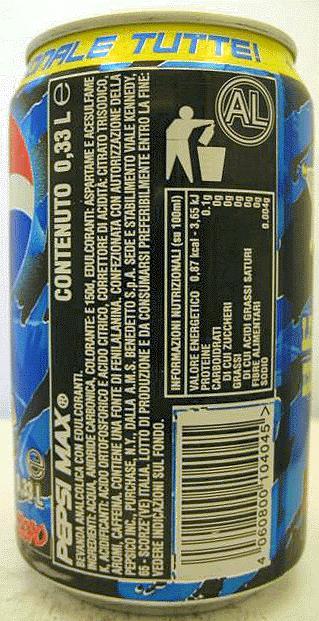 ONALE TUTTE!
PEPSI MAX® CONTENUTO 0,33 L e
BEVANDA ANALCOLICA CON EDULCORANTI.
INGREDIENTI: ACQUA, ANIDRIDE CARBONICA, COLORANTE: E 150d, EDULCORANTI: ASPARTAME E ACESULFAME
K, ACIDIFICANTI: ACIDO ORTOFOSFORICO E ACIDO CITRICO, CORRETTORE DI ACIDITÀ: CITRATO TRISODICO,
AROMI, CAFFEINA. CONTIENE UNA FONTE DI FENILALANINA. CONFEZIONATA CON AUTORIZZAZIONE DELLA
PEPSICO INC., PURCHASE, N.Y. DALLA A.M.S. BENEDETTO S.p.A. SEDE E STABILIMENTO VIALE KENNEDY,
65 - SCORZE' (VE) ITALIA. LOTTO DI PRODUZIONE E DA CONSUMARSI PREFERIBILMENTE ENTRO LA FINE:
VEDERE INDICAZIONI SUL FONDO.
AL
INFORMAZIONI NUTRIZIONALI (su 100ml)
VALORE ENERGETICO 0,87 kcal - 3,65 kJ
PROTEINE 0.1g
CARBOIDRATI 0g
DI CUI ZUCCHERI 0g
GRASSI 0g
DI CUI ACIDI GRASSI SATURI 0g
FIBRE ALIMENTARI 0g
SODIO 0.004g
4 060800 104045 >
0,33 L